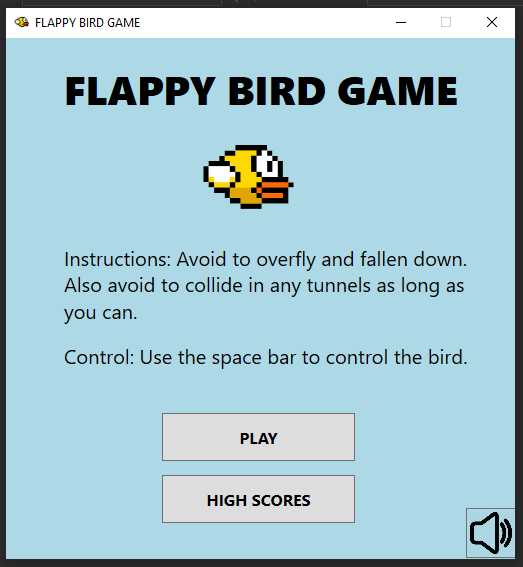 FLAPPY BIRD GAME
FLAPPY BIRD GAME
Instructions: Avoid to overfly and fallen down.
Also avoid to collide in any tunnels as long as
you can.
Control: Use the space bar to control the bird.
PLAY
HIGH SCORES